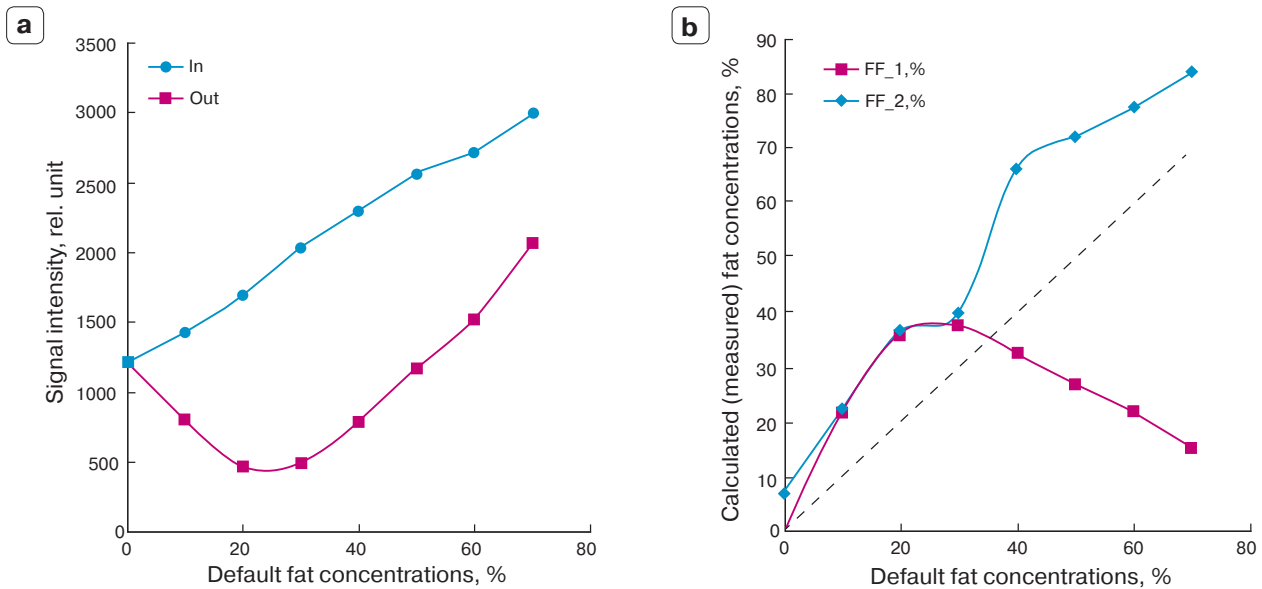 a
3500
3000
2500
2000
1500
1000
500
0
In
Out
Signal intensity, rel. unit
0
20
40
60
80
Default fat concentrations, %
b
90
80
70
60
50
40
30
20
10
0
FF_1,%
FF_2,%
Calculated (measured) fat concentrations, %
0
20
40
60
80
Default fat concentrations, %